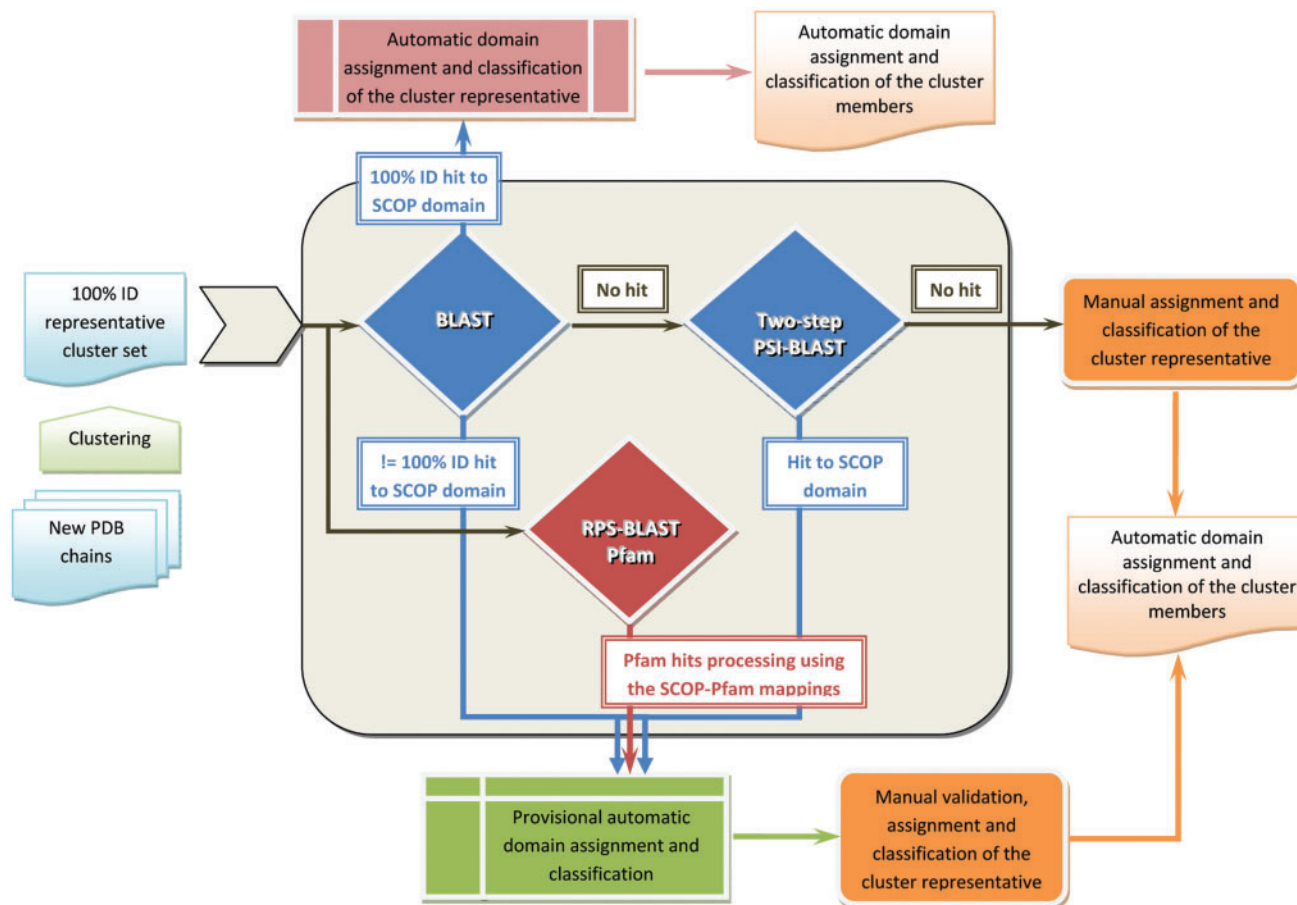 Automatic domain
assignment and classification
of the cluster representative
Automatic domain
assignment and
classification of the cluster
members
100% ID hit to
SCOP domain
100% ID
representative
cluster set
BLAST
No hit
Two-step
PSI-BLAST
No hit
Manual assignment and
classification of the
cluster representative
Clustering
!= 100% ID hit
to SCOP domain
Hit to SCOP
domain
New PDB
chains
RPS-BLAST
Pfam
Automatic domain
assignment and
classification of the cluster
members
Pfam hits processing using
the SCOP-Pfam mappings
Provisional automatic
domain assignment and
classification
Manual validation,
assignment and
classification of the
cluster representative